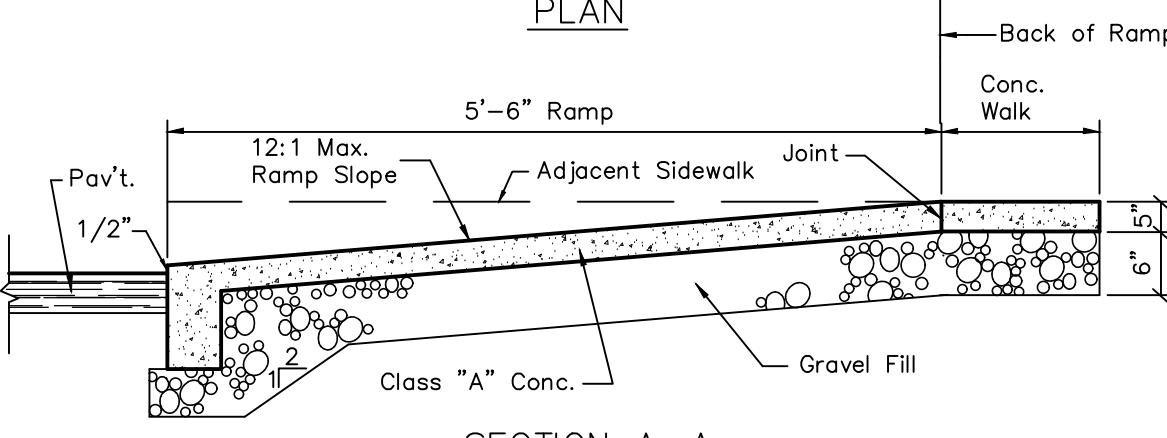 PLAN
Back of Ramp
Conc.
Walk
5'-6" Ramp
12:1 Max.
Ramp Slope
Adjacent Sidewalk
Joint
Pav't.
1/2"
5"
6"
2
1
Class "A" Conc.
Gravel Fill
SECTION A-A